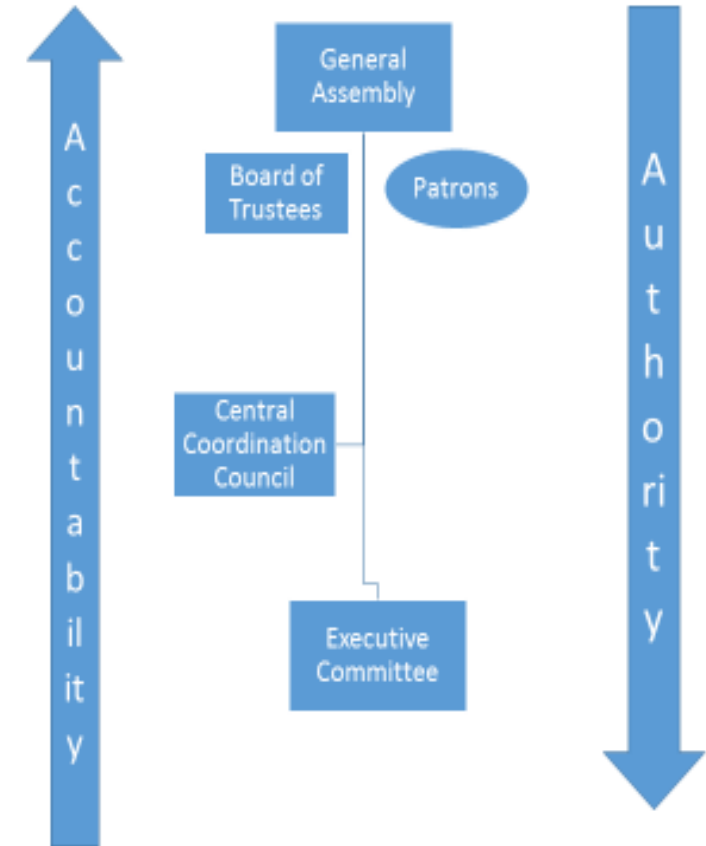 General
Assembly
Board of
Trustees
Patrons
Central
Coordination
Council
Executive
Committee
A
c
c
o
u
n
t
a
b
il
it
y
A
u
t
h
o
ri
t
y